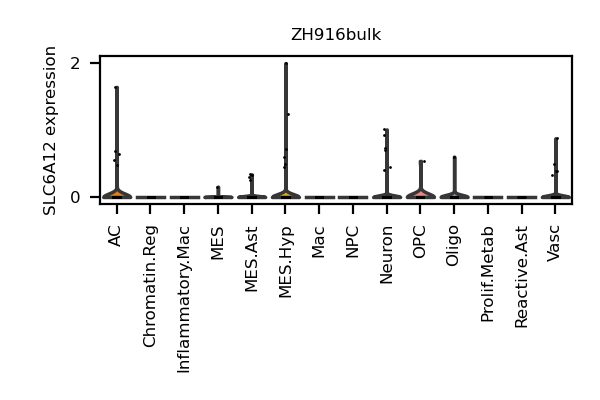 ZH916bulk
SLC6A12 expression
2
0
AC
Chromatin.Reg
Inflammatory.Mac
MES
MES.Ast
MES.Hyp
Mac
NPC
Neuron
OPC
Oligo
Prolif.Metab
Reactive.Ast
Vasc